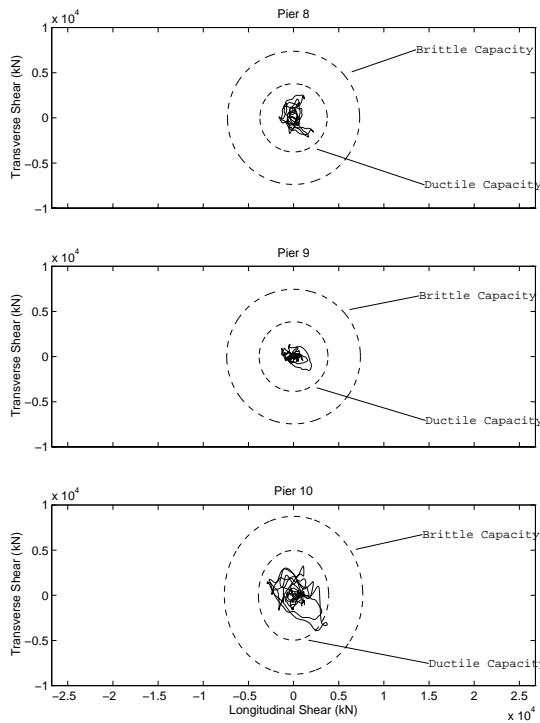 Pier 8
x 10^4
1
0.5
0
−0.5
−1
Transverse Shear (kN)
Brittle Capacity
Ductile Capacity
Pier 9
x 10^4
1
0.5
0
−0.5
−1
Transverse Shear (kN)
Brittle Capacity
Ductile Capacity
Pier 10
x 10^4
1
0.5
0
−0.5
−1
Transverse Shear (kN)
Brittle Capacity
Ductile Capacity
−2.5 −2 −1.5 −1 −0.5 0 0.5 1 1.5 2 2.5
Longitudinal Shear (kN)
x 10^4